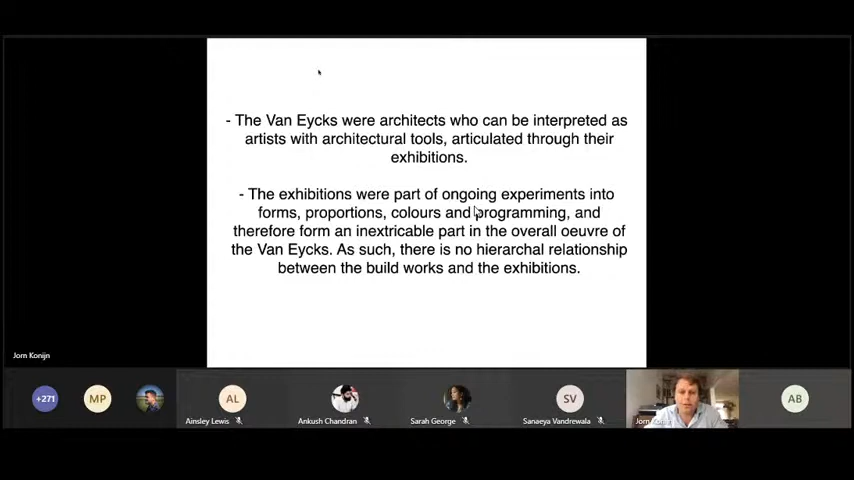 - The Van Eycks were architects who can be interpreted as
artists with architectural tools, articulated through their
exhibitions.
- The exhibitions were part of ongoing experiments into
forms, proportions, colours and programming, and
therefore form an inextricable part in the overall oeuvre of
the Van Eycks. As such, there is no hierarchal relationship
between the build works and the exhibitions.
Jorn Konijn
+271
MP
AL
SV
AB
Ainsley Lewis
Ankush Chandran
Sarah George
Sanaeya Vandrewala
Jorn Konijn